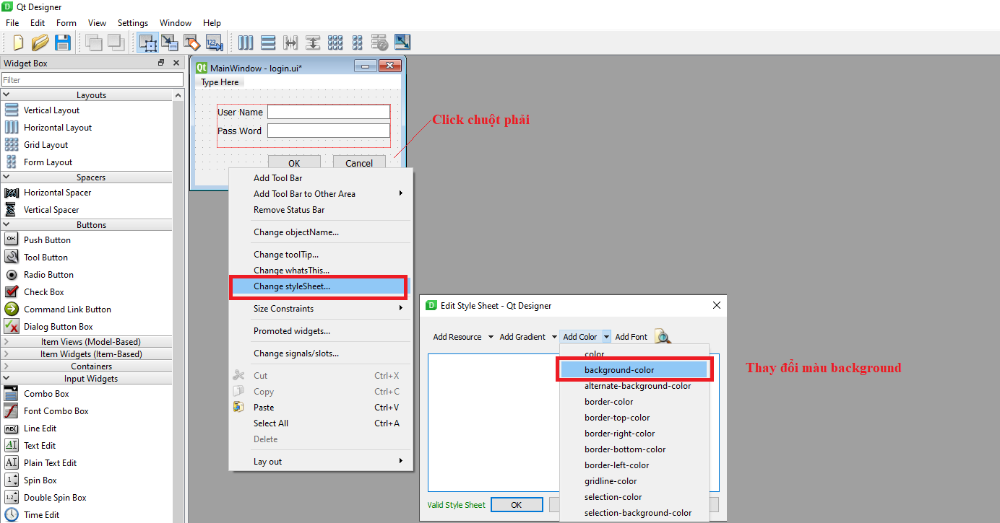 Qt Designer
File Edit Form View Settings Window Help
Widget Box
Filter
Layouts
Vertical Layout
Horizontal Layout
Grid Layout
Form Layout
Spacers
Horizontal Spacer
Vertical Spacer
Buttons
OK Push Button
Tool Button
Radio Button
Check Box
Command Link Button
Dialog Button Box
Item Views (Model-Based)
Item Widgets (Item-Based)
Containers
Input Widgets
Combo Box
Font Combo Box
ABI Line Edit
AI Text Edit
AI Plain Text Edit
1 Spin Box
1.2 Double Spin Box
Time Edit
Qt MainWindow - login.ui*
Type Here
User Name
Pass Word
OK Cancel
Click chuột phải
Add Tool Bar
Add Tool Bar to Other Area
Remove Status Bar
Change objectName...
Change toolTip...
Change whatsThis...
Change styleSheet...
Size Constraints
Promoted widgets...
Change signals/slots...
Cut Ctrl+X
Copy Ctrl+C
Paste Ctrl+V
Select All Ctrl+A
Delete
Lay out
Edit Style Sheet - Qt Designer
Add Resource Add Gradient Add Color Add Font
color
background-color
alternate-background-color
border-color
border-top-color
border-right-color
border-bottom-color
border-left-color
gridline-color
selection-color
selection-background-color
Valid Style Sheet OK
Thay đổi màu background